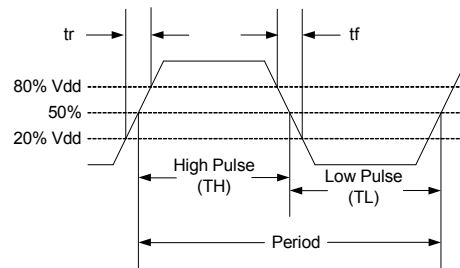 tr
tf
80% Vdd
50%
20% Vdd
High Pulse
(TH)
Low Pulse
(TL)
Period